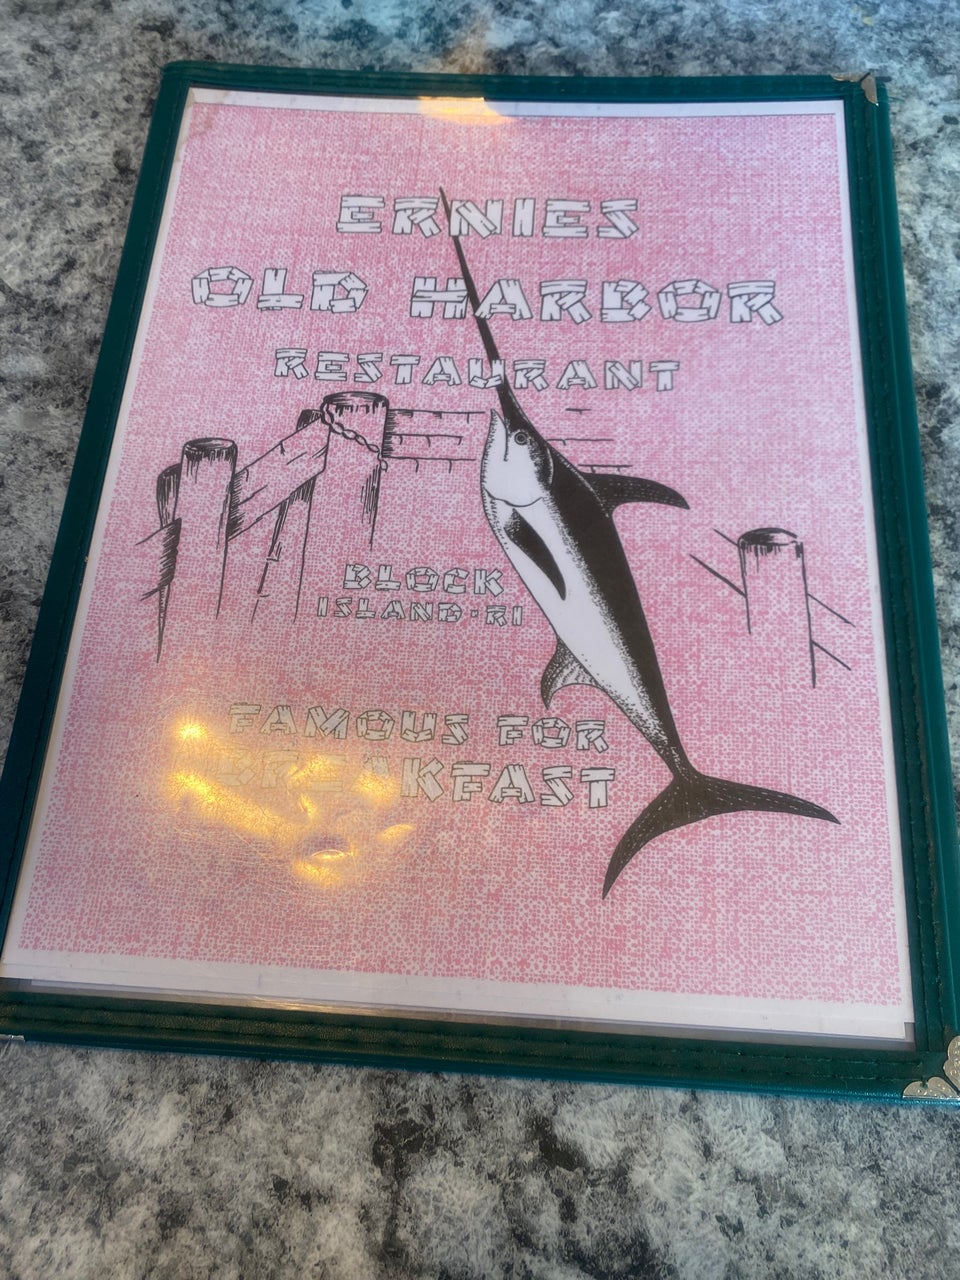 ERNIES
OLD HARBOR
RESTAURANT
BLOCK
ISLAND·RI
FAMOUS FOR
BREAKFAST